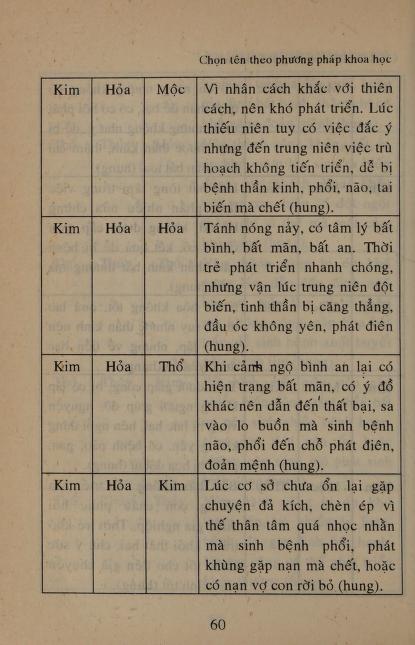 Chọn tên theo phương pháp khoa học
Kim Hỏa Mộc Vì nhân cách khắc với thiên
cách, nên khó phát triển. Lúc
thiếu niên tuy có việc đắc ý
nhưng đến trung niên việc trù
hoạch không tiến triển, dễ bị
bệnh thần kinh, phổi, não, tai
biến mà chết (hung).
Kim Hỏa Hỏa Tánh nóng nảy, có tâm lý bất
bình, bất mãn, bất an. Thời
trẻ phát triển nhanh chóng,
nhưng vận lúc trung niên đột
biến, tinh thần bị căng thẳng,
đầu óc không yên, phát điên
(hung).
Kim Hỏa Thổ Khi cảnh ngộ bình an lại có
hiện trạng bất mãn, có ý đồ
khác nên dẫn đến thất bại, sa
vào lo buồn mà sinh bệnh
não, phổi đến chỗ phát điên,
đoản mệnh (hung).
Kim Hỏa Kim Lúc cơ sở chưa ổn lại gặp
chuyện đả kích, chèn ép vì
thế thân tâm quá nhọc nhằn
mà sinh bệnh phổi, phát
khùng gặp nạn mà chết, hoặc
có nạn vợ con rời bỏ (hung).
60